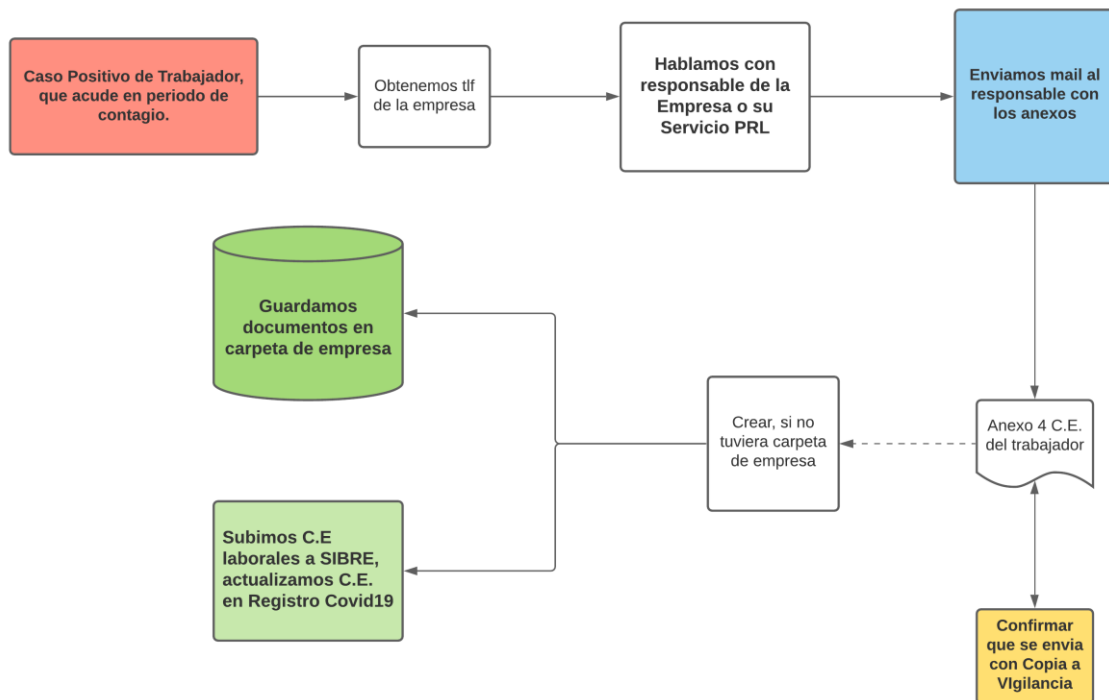 Caso Positivo de Trabajador,
que acude en periodo de
contagio.
Obtenemos tlf
de la empresa
Hablamos con
responsable de la
Empresa o su
Servicio PRL
Enviamos mail al
responsable con
los anexos
Guardamos
documentos en
carpeta de empresa
Crear, si no
tuviera carpeta
de empresa
Anexo 4 C.E.
del trabajador
Subimos C.E
laborales a SIBRE,
actualizamos C.E.
en Registro Covid19
Confirmar
que se envia
con Copia a
VIgilancia